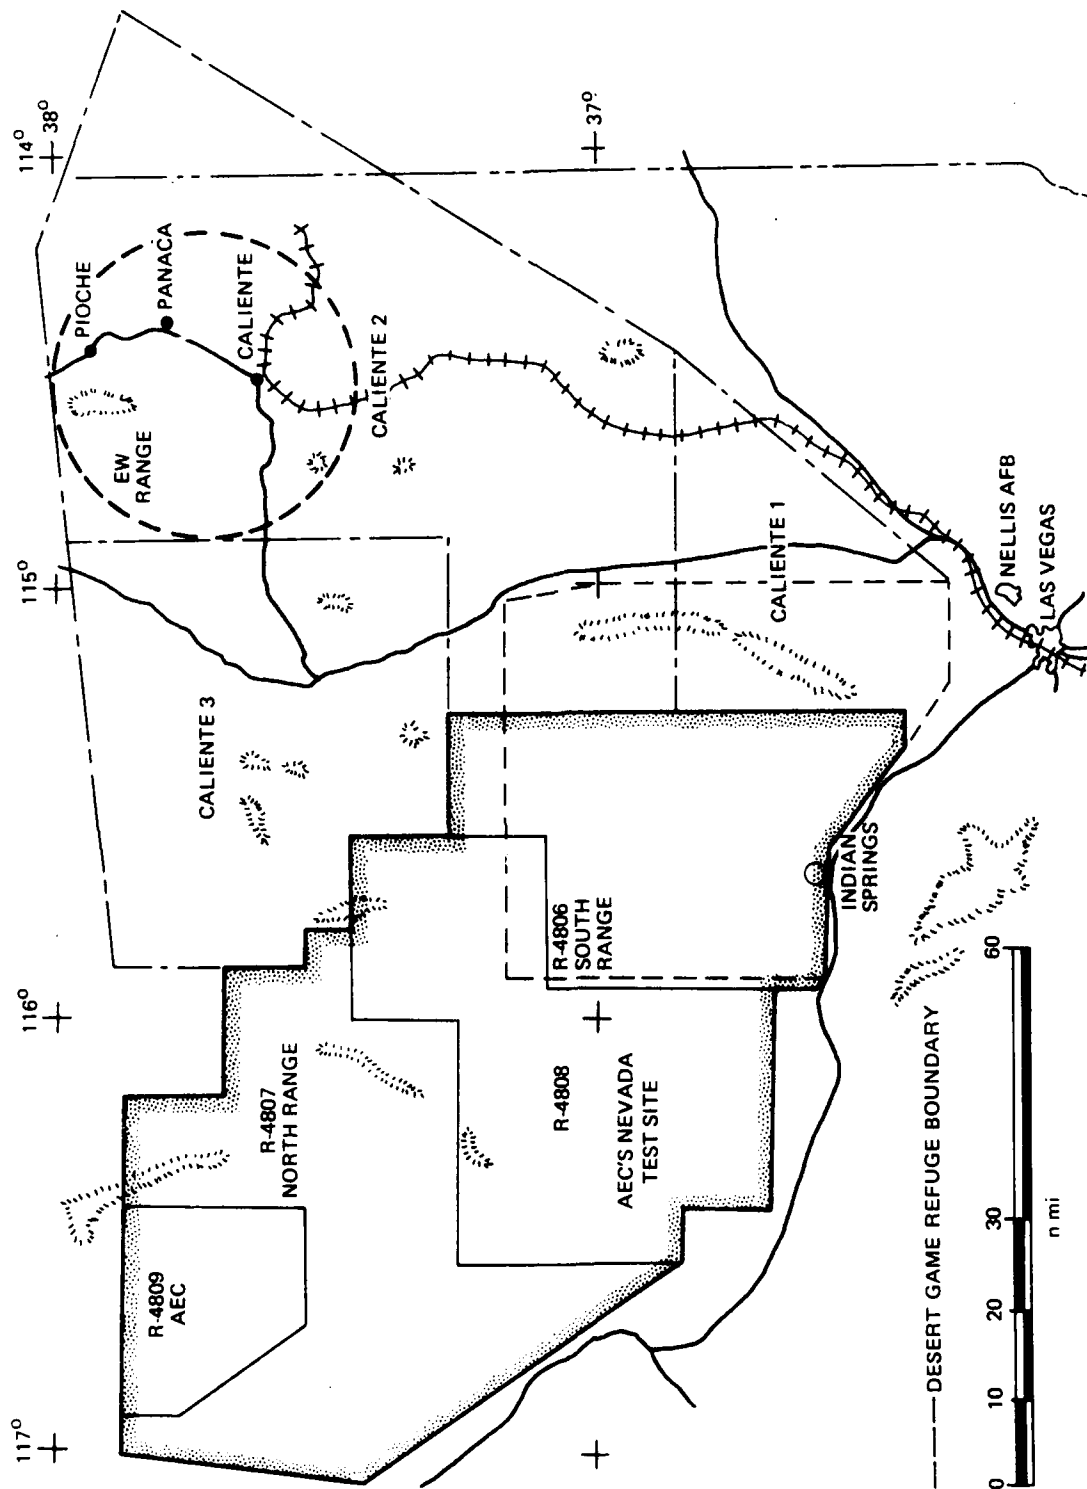 117°
116°
115°
114°
38°
37°
R-4809
AEC
R-4807
NORTH RANGE
CALIENTE 3
EW
RANGE
PIOCHE
PANACA
CALIENTE
CALIENTE 2
R-4808
AEC'S NEVADA
TEST SITE
R-4806
SOUTH
RANGE
CALIENTE 1
INDIAN
SPRINGS
NELLIS AFB
LAS VEGAS
DESERT GAME REFUGE BOUNDARY
0
10
20
30
60
n mi